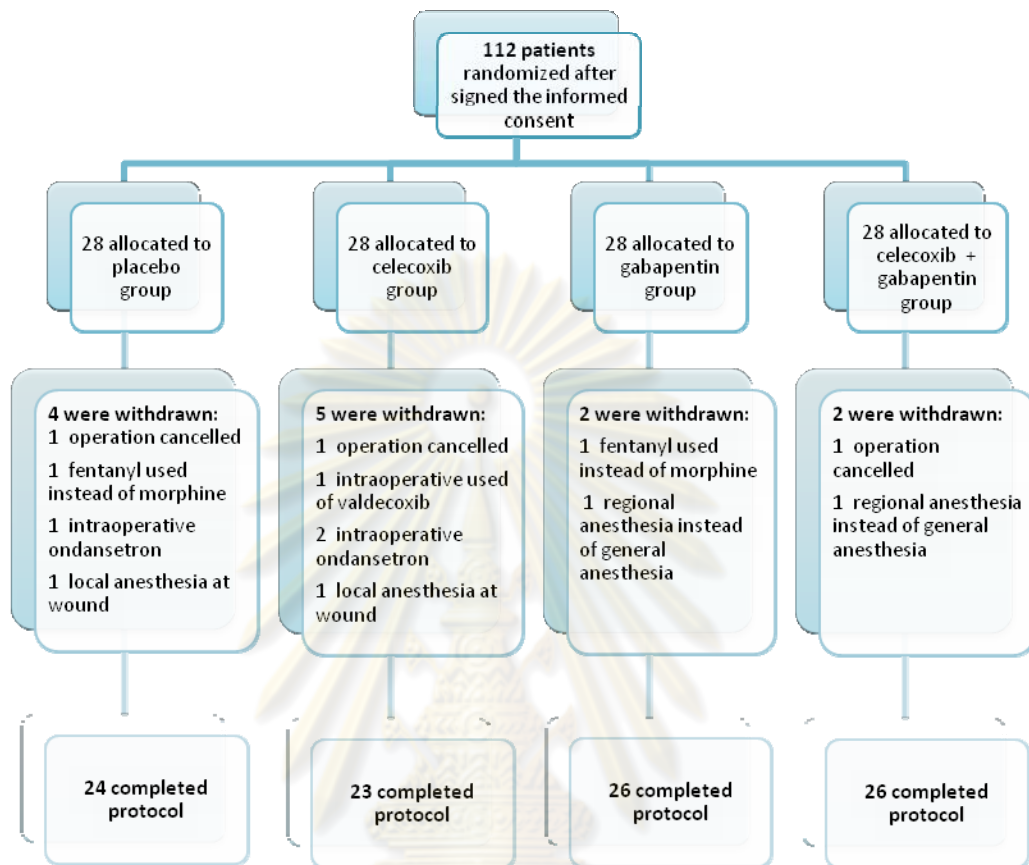 112 patients
randomized after
signed the informed
consent
28 allocated to
placebo
group
28 allocated to
celecoxib
group
28 allocated to
gabapentin
group
28 allocated to
celecoxib +
gabapentin
group
4 were withdrawn:
1 operation cancelled
1 fentanyl used
instead of morphine
1 intraoperative
ondansetron
1 local anesthesia at
wound
5 were withdrawn:
1 operation cancelled
1 intraoperative used
of valdecoxib
2 intraoperative
ondansetron
1 local anesthesia at
wound
2 were withdrawn:
1 fentanyl used
instead of morphine
1 regional
anesthesia instead
of general
anesthesia
2 were withdrawn:
1 operation
cancelled
1 regional anesthesia
instead of general
anesthesia
24 completed
protocol
23 completed
protocol
26 completed
protocol
26 completed
protocol